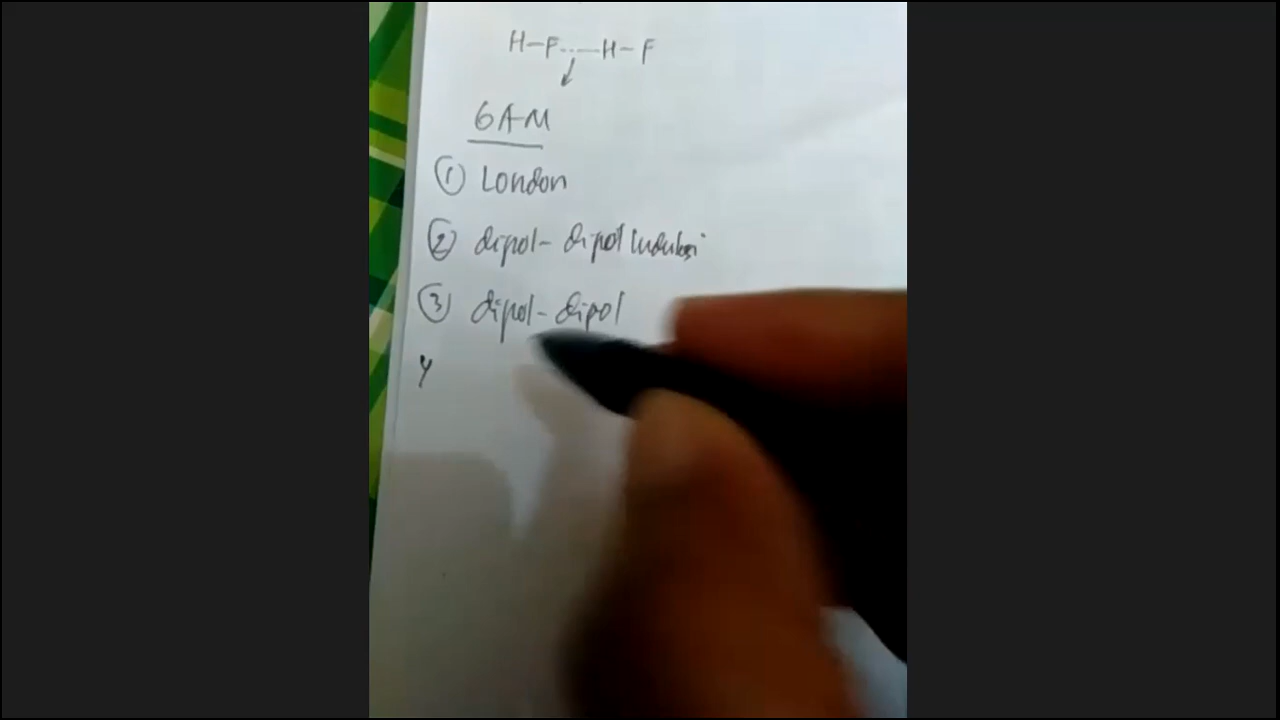 H-F.....-H-F
GAM
① London
② dipol- dipol Induksi
③ dipol- dipol
4